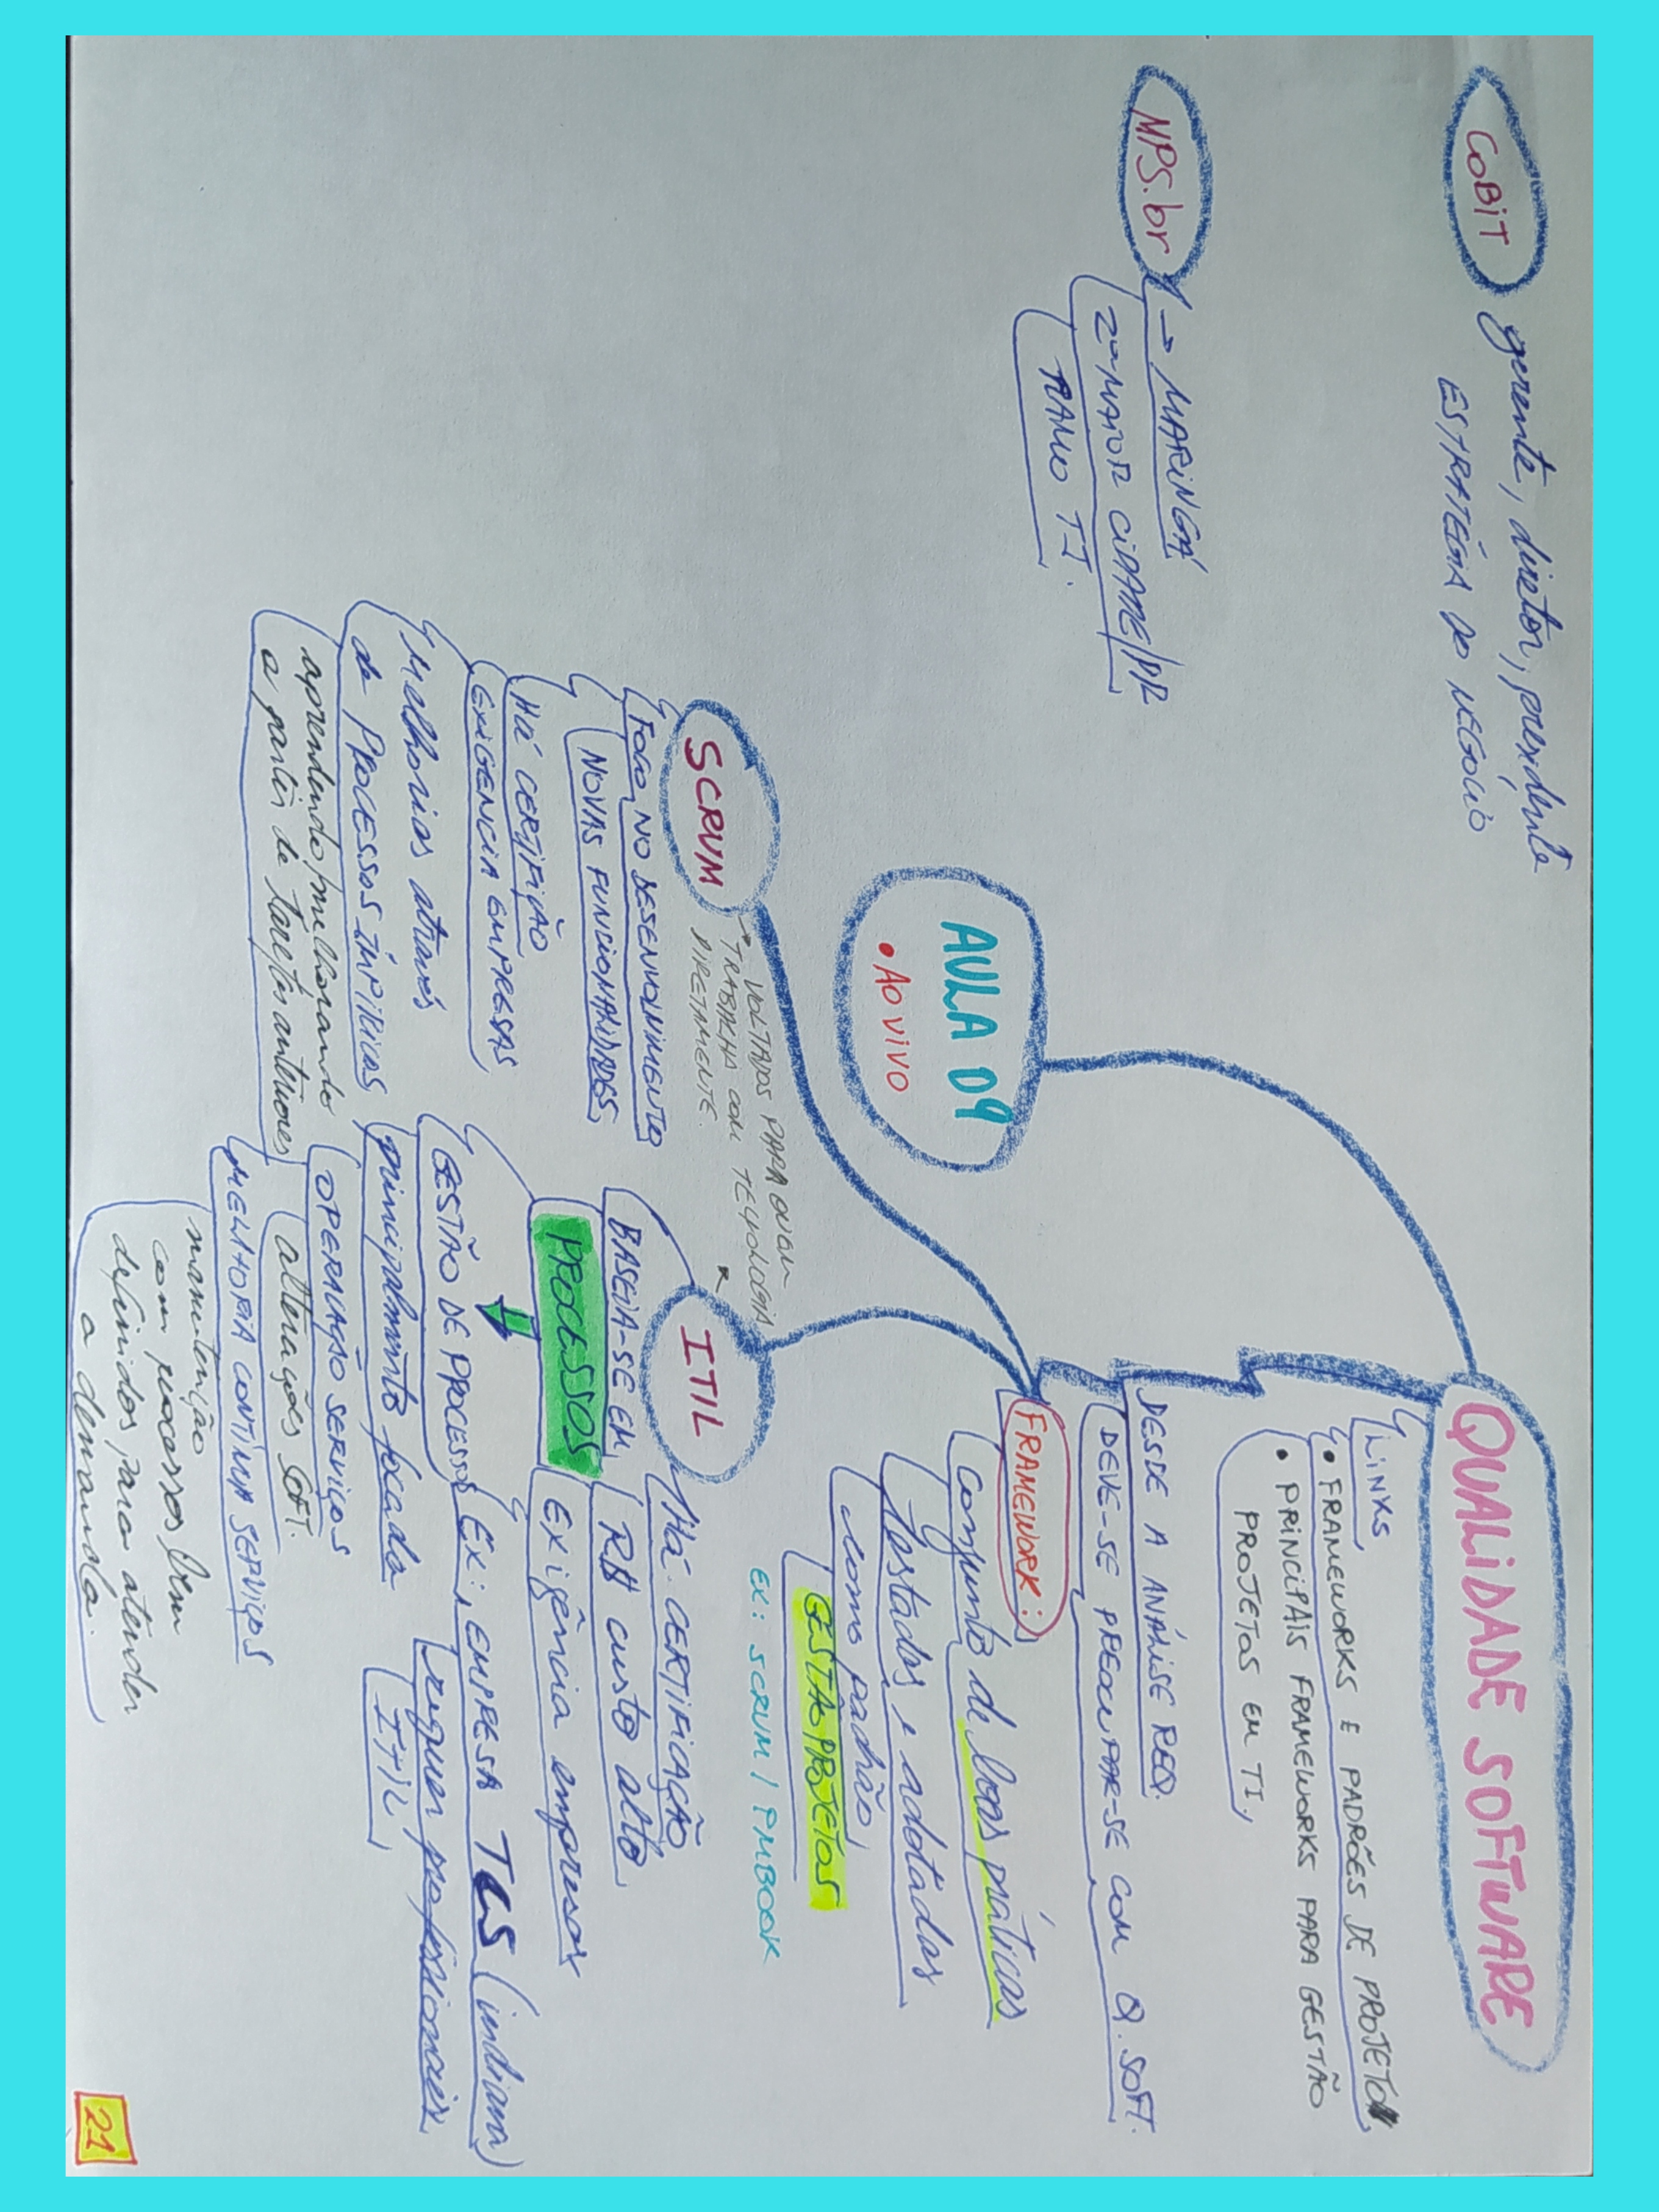 CoBiT
gerente, diretor, presidente
ESTRATÉGIA DO NEGÓCIO
MPS.br
→ MARINGÁ
2ª MAIOR CIDADE/PR
RAMO TI.
AULA 09
• AO VIVO
QUALIDADE SOFTWARE
LINKS
• FRAMEWORKS E PADRÕES DE PROJETO
• PRINCIPAIS FRAMEWORKS PARA GESTÃO
PROJETOS EM TI.
DESDE A ANÁLISE REQ.
DEVE-SE PREOCUPAR-SE COM Q. SOFT.
FRAMEWORK:
conjunto de boas práticas
testadas e adotadas
como padrão
GESTÃO PROJETOS
EX: SCRUM / PMBOOK
SCRUM
VOLTADOS PARA QUEM
TRABALHA COM TECNOLOGIA
DIRETAMENTE.
FOCO NO DESENVOLVIMENTO
NOVAS FUNCIONALIDADES
HÁ CERTIFIÇÃO
EXIGENCIA EMPRESAS
Melhorias através
de PROCESSOS ÍMPIRICOS
aprendendo/melhorando
a partir de tarefas anteriores
ITIL
BASEIA-SE EM
PROCESSOS
GESTÃO DE PROCESSOS
principalmente focada
OPERACAÇÃO SERVIÇOS
alterações SOFT.
MELHORIA CONTÍNUA SERVIÇOS
manutenção
com processos bem
definidos para atender
a demanda.
HÁ CERTIFICAÇÃO
R$ custo alto
Exigência empresas
Ex: EMPRESA TCS (indiana)
requer profissionais
ITIL
21